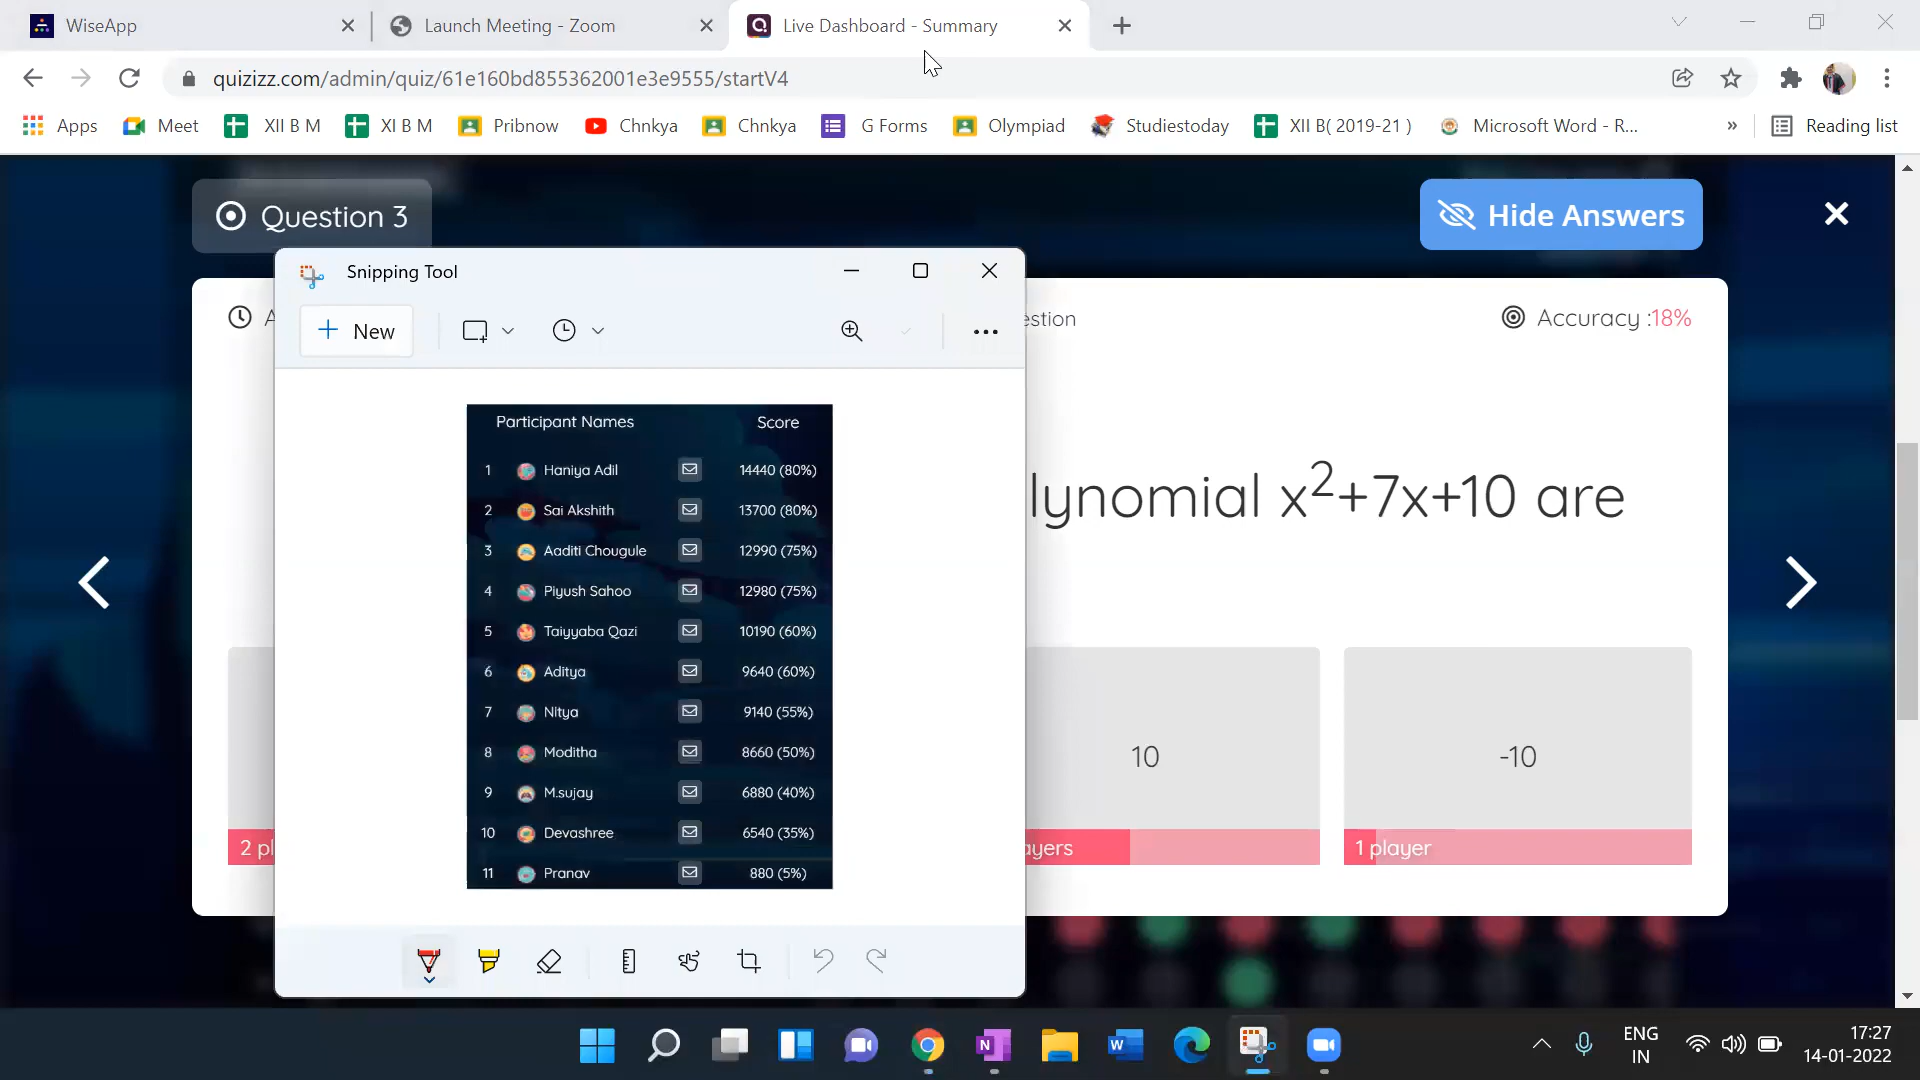 WiseApp
Launch Meeting - Zoom
Live Dashboard - Summary
quizizz.com/admin/quiz/61e160bd855362001e3e9555/startV4
Apps
Meet
XII B M
XI B M
Pribnow
Chnkya
Chnkya
G Forms
Olympiad
Studiestoday
XII B( 2019-21 )
Microsoft Word - R...
»
Reading list
Question 3
Hide Answers
Snipping Tool
New
A
estion
Accuracy :18%
Participant Names Score
1 Haniya Adil 14440 (80%)
2 Sai Akshith 13700 (80%)
3 Aaditi Chougule 12990 (75%)
4 Piyush Sahoo 12980 (75%)
5 Taiyyaba Qazi 10190 (60%)
6 Aditya 9640 (60%)
7 Nitya 9140 (55%)
8 Moditha 8660 (50%)
9 M.sujay 6880 (40%)
10 Devashree 6540 (35%)
11 Pranav 880 (5%)
lynomial x²+7x+10 are
10
-10
2 pl
ayers
1 player
ENG
IN
17:27
14-01-2022